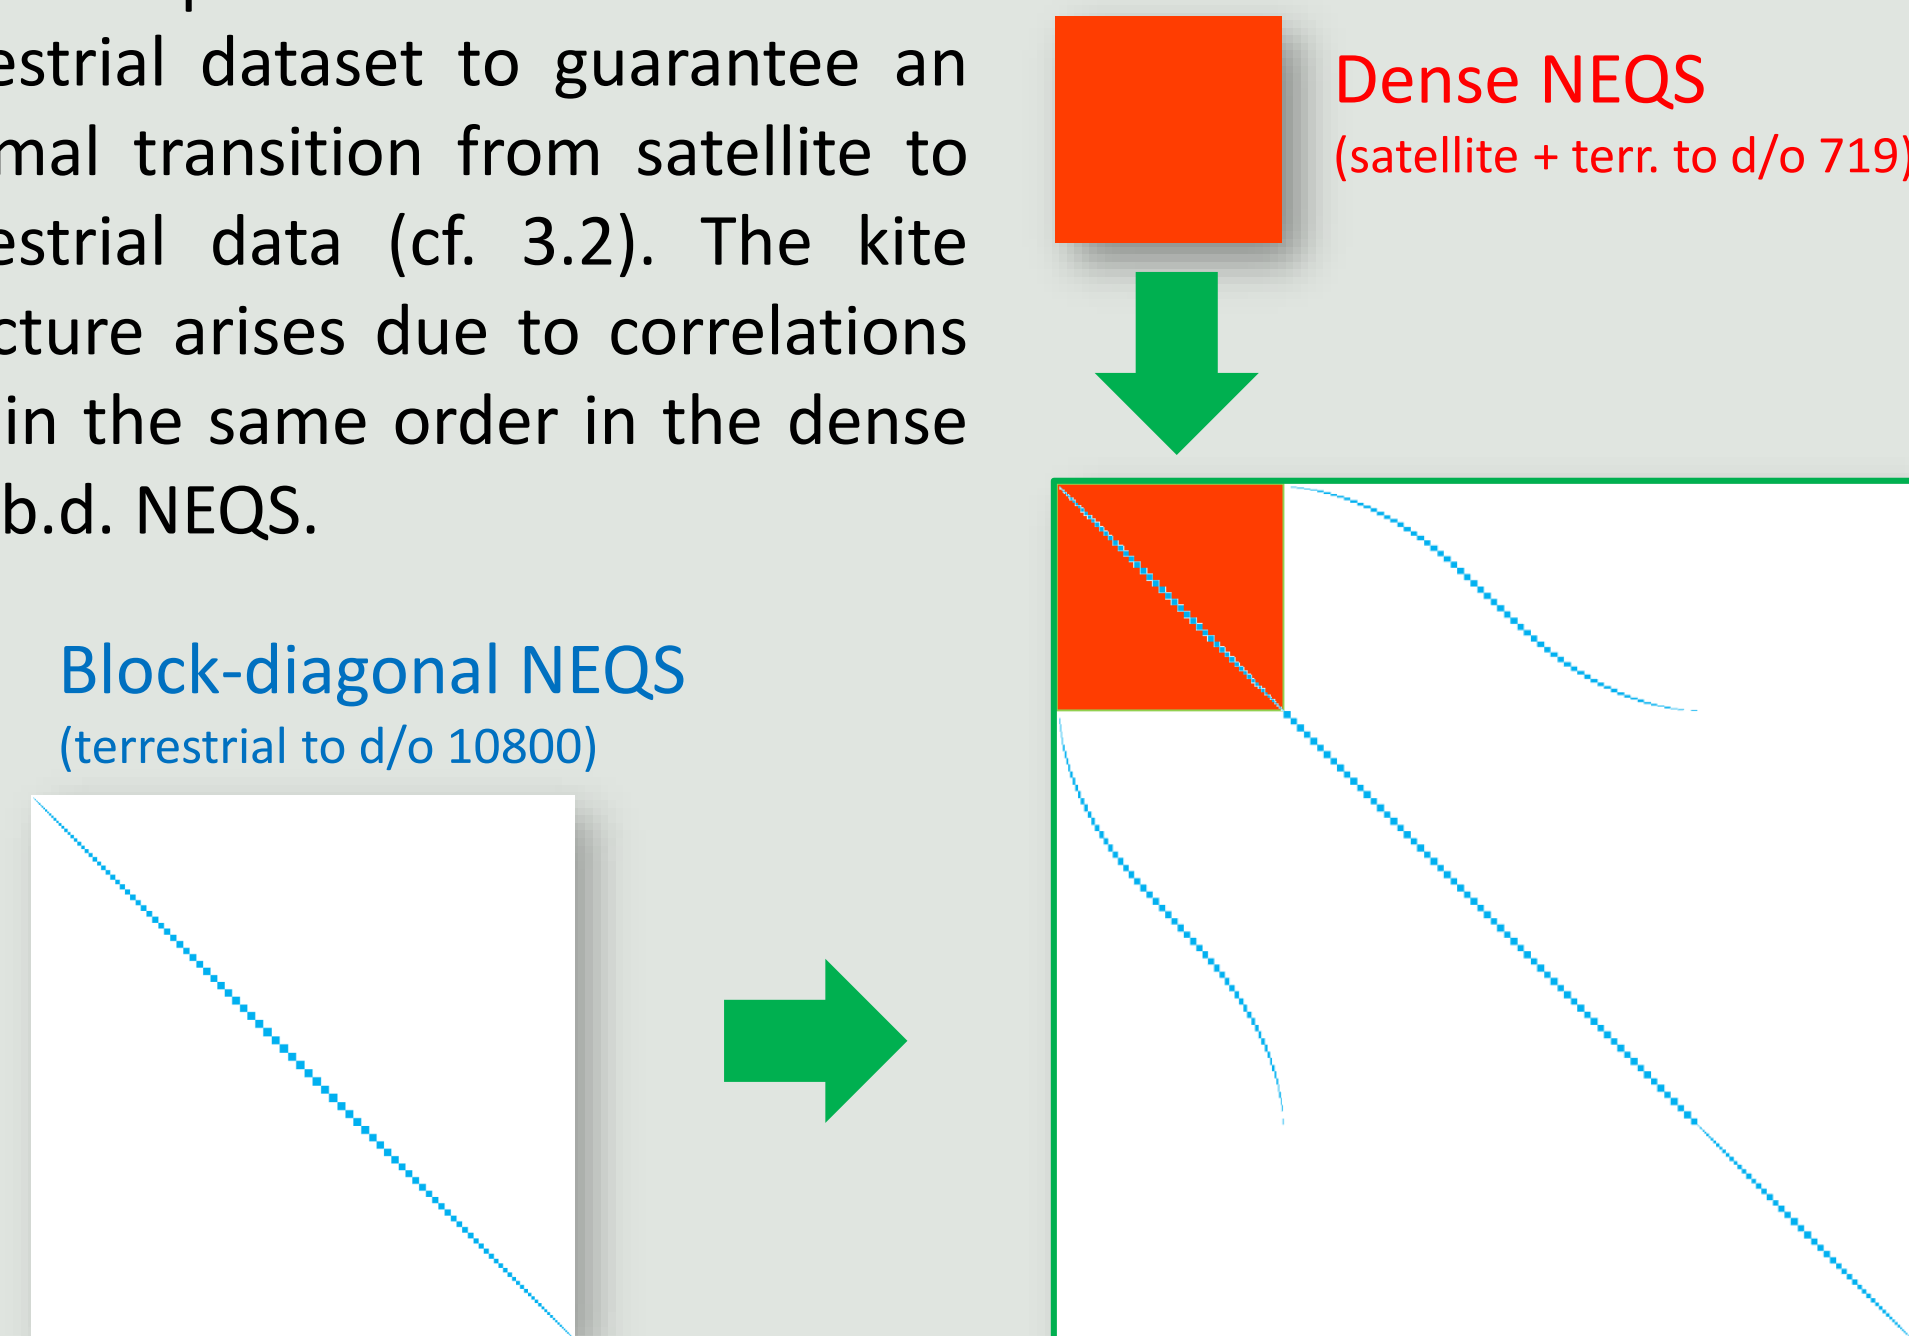 estrial dataset to guarantee an
mal transition from satellite to
estrial data (cf. 3.2). The kite
cture arises due to correlations
in the same order in the dense
b.d. NEQS.
Dense NEQS
(satellite + terr. to d/o 719)
Block-diagonal NEQS
(terrestrial to d/o 10800)